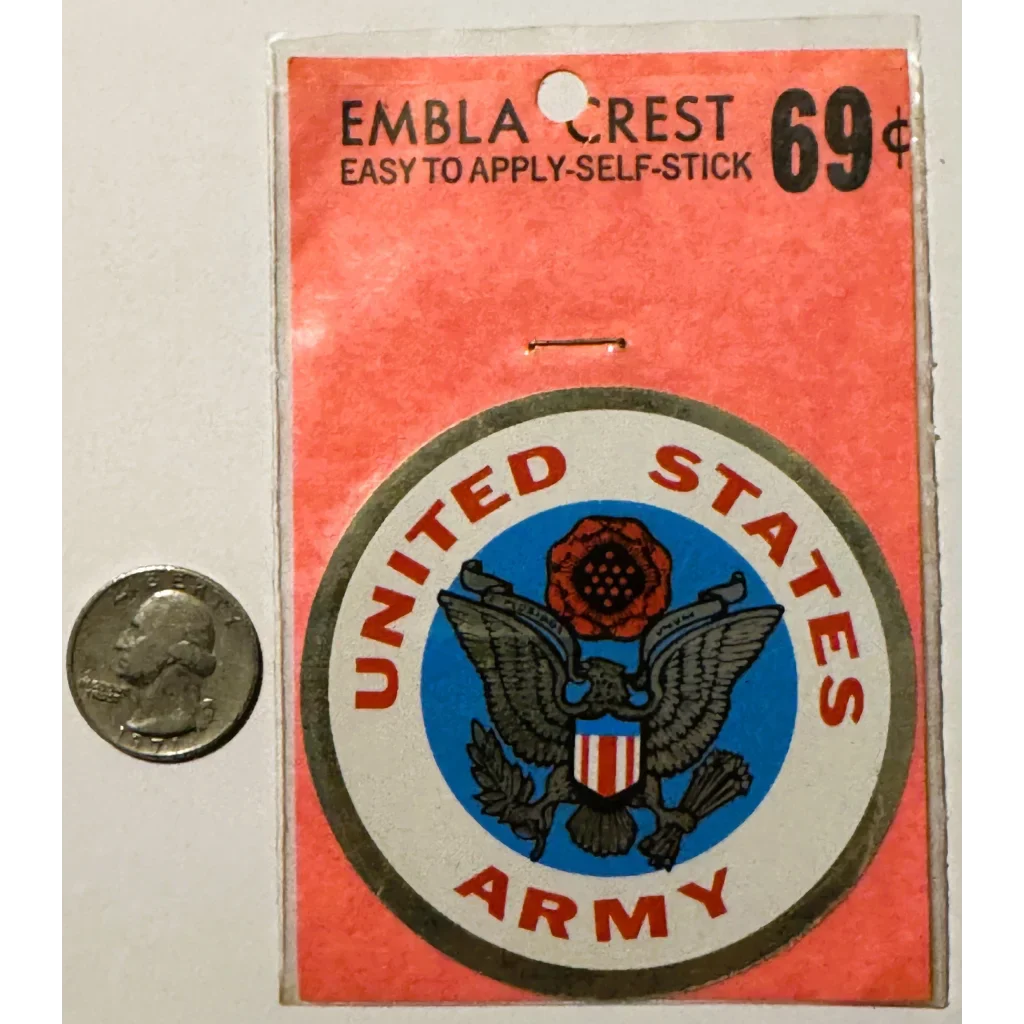 EMBLA CREST 69¢
EASY TO APPLY-SELF-STICK
UNITED STATES
ARMY
LIBERTY